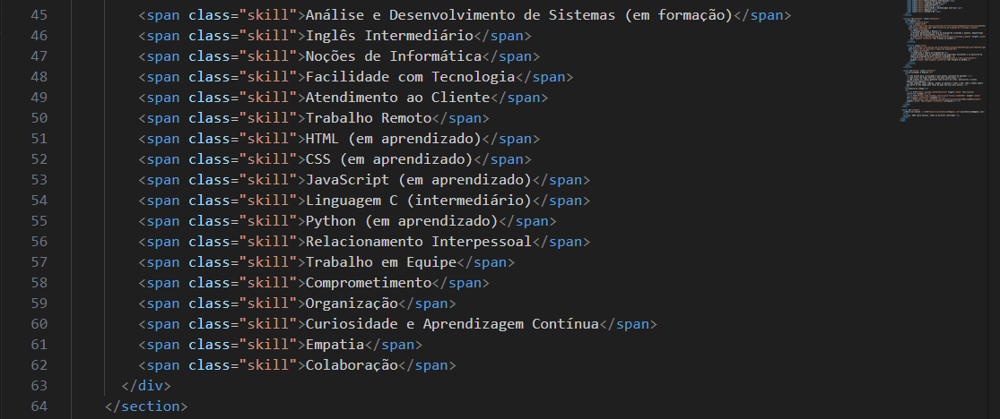 45 <span class="skill">Análise e Desenvolvimento de Sistemas (em formação)</span>
46 <span class="skill">Inglês Intermediário</span>
47 <span class="skill">Noções de Informática</span>
48 <span class="skill">Facilidade com Tecnologia</span>
49 <span class="skill">Atendimento ao Cliente</span>
50 <span class="skill">Trabalho Remoto</span>
51 <span class="skill">HTML (em aprendizado)</span>
52 <span class="skill">CSS (em aprendizado)</span>
53 <span class="skill">JavaScript (em aprendizado)</span>
54 <span class="skill">Linguagem C (intermediário)</span>
55 <span class="skill">Python (em aprendizado)</span>
56 <span class="skill">Relacionamento Interpessoal</span>
57 <span class="skill">Trabalho em Equipe</span>
58 <span class="skill">Comprometimento</span>
59 <span class="skill">Organização</span>
60 <span class="skill">Curiosidade e Aprendizagem Contínua</span>
61 <span class="skill">Empatia</span>
62 <span class="skill">Colaboração</span>
63 </div>
64 </section>